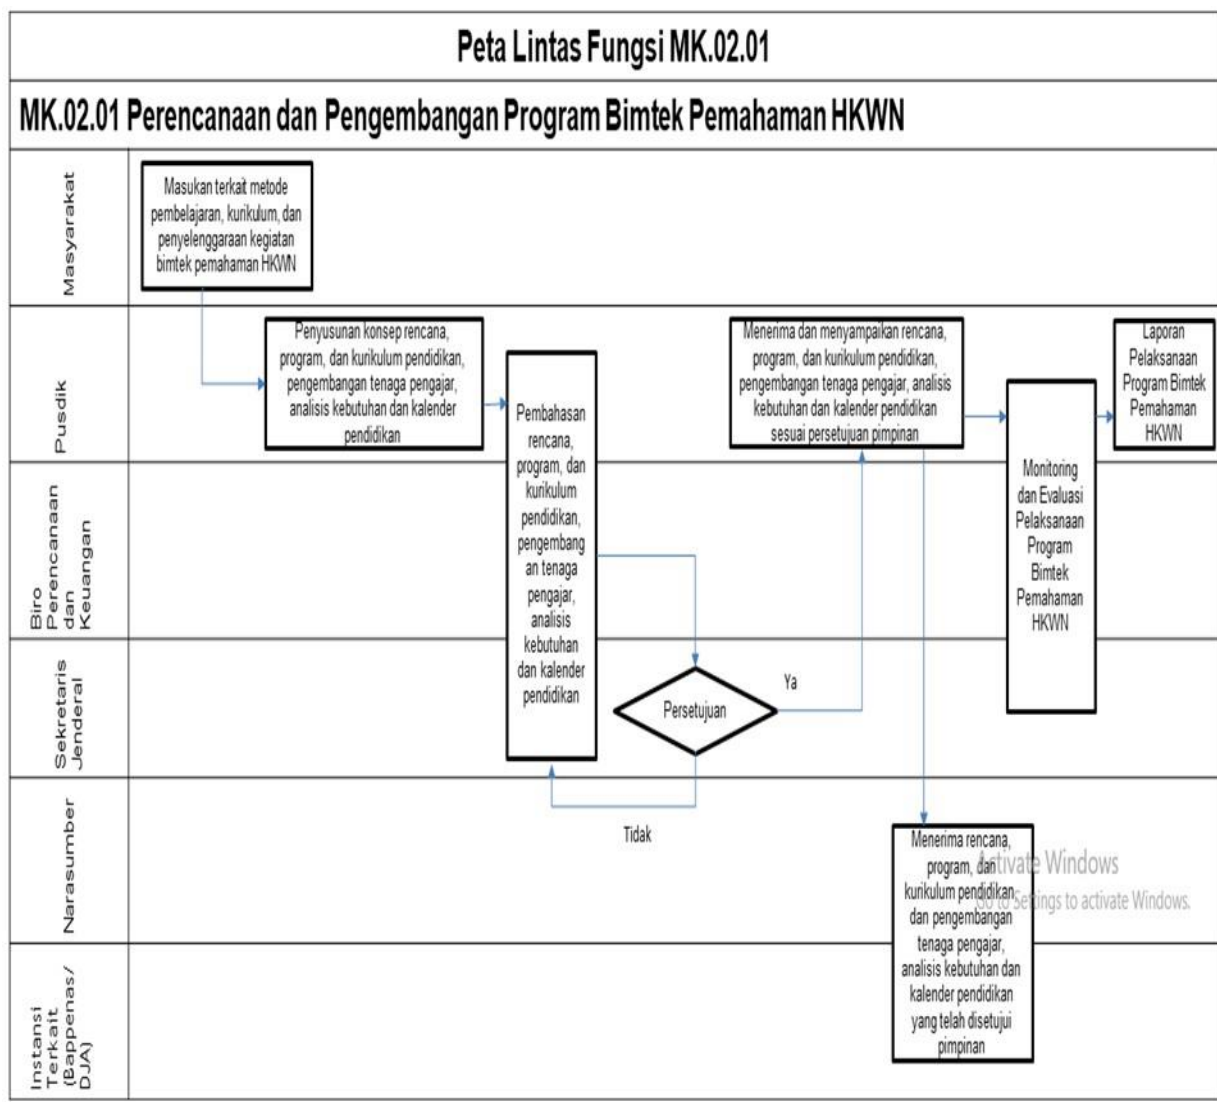 Peta Lintas Fungsi MK.02.01
MK.02.01 Perencanaan dan Pengembangan Program Bimtek Pemahaman HKWN
Masyarakat
Masukan terkait metode
pembelajaran, kurikulum, dan
penyelenggaraan kegiatan
bimtek pemahaman HKWN
Pusdik
Penyusunan konsep rencana,
program, dan kurikulum pendidikan,
pengembangan tenaga pengajar,
analisis kebutuhan dan kalender
pendidikan
Pembahasan
rencana,
program, dan
kurikulum
pendidikan,
pengembang
an tenaga
pengajar,
analisis
kebutuhan
dan kalender
pendidikan
Menerima dan menyampaikan rencana,
program, dan kurikulum pendidikan,
pengembangan tenaga pengajar, analisis
kebutuhan dan kalender pendidikan
sesuai persetujuan pimpinan
Monitoring
dan Evaluasi
Pelaksanaan
Program
Bimtek
Pemahaman
HKWN
Laporan
Pelaksanaan
Program Bimtek
Pemahaman
HKWN
Biro
Perencanaan
dan
Keuangan
Sekretaris
Jenderal
Persetujuan
Ya
Tidak
Narasumber
Menerima rencana,
program, dan
kurikulum pendidikan
dan pengembangan
tenaga pengajar,
analisis kebutuhan dan
kalender pendidikan
yang telah disetujui
pimpinan
Activate Windows
Go to Settings to activate Windows.
Instansi
Terkait
(Bappenas/
DJA)